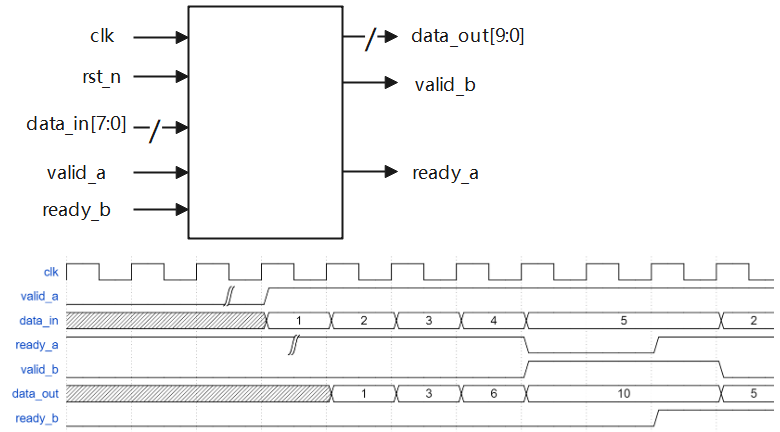 clk
data_out[9:0]
rst_n
valid_b
data_in[7:0]
valid_a
ready_a
ready_b
clk
valid_a
data_in 1 2 3 4 5 2
ready_a
valid_b
data_out 1 3 6 10 5
ready_b